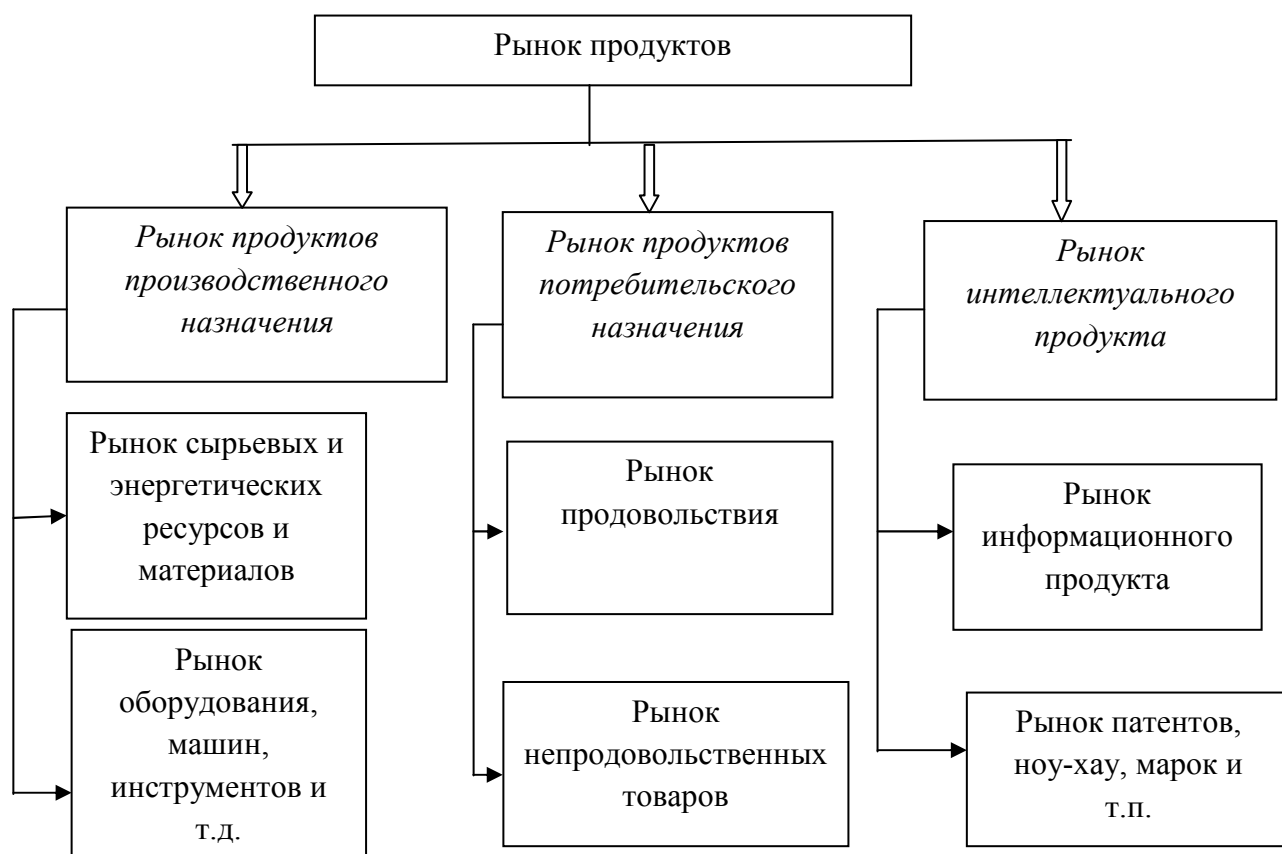 Рынок продуктов
Рынок продуктов
производственного
назначения
Рынок продуктов
потребительского
назначения
Рынок
интеллектуального
продукта
Рынок сырьевых и
энергетических
ресурсов и
материалов
Рынок
продовольствия
Рынок
информационного
продукта
Рынок
оборудования,
машин,
инструментов и
т.д.
Рынок
непродовольственных
товаров
Рынок патентов,
ноу-хау, марок и
т.п.